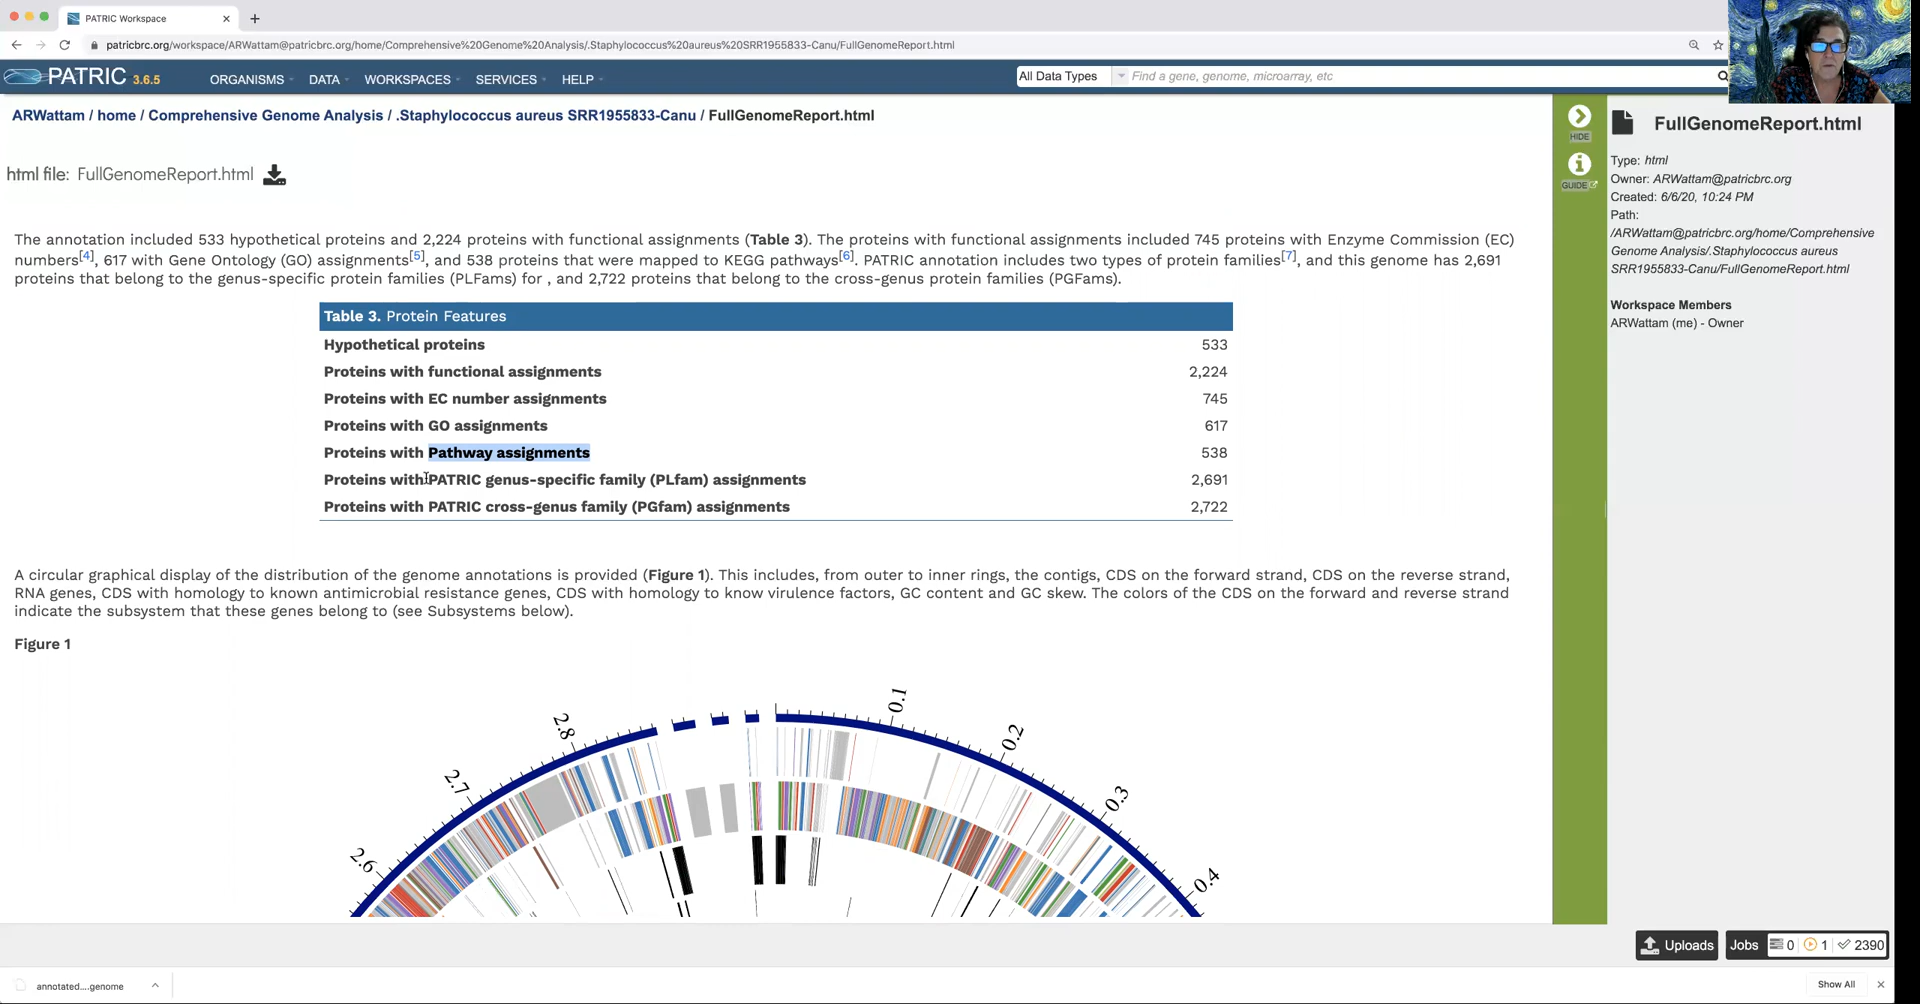 PATRIC Workspace
patricbrc.org/workspace/ARWattam@patricbrc.org/home/Comprehensive%20Genome%20Analysis/.Staphylococcus%20aureus%20SRR1955833-Canu/FullGenomeReport.html
PATRIC 3.6.5
ORGANISMS
DATA
WORKSPACES
SERVICES
HELP
All Data Types
Find a gene, genome, microarray, etc
ARWattam / home / Comprehensive Genome Analysis / .Staphylococcus aureus SRR1955833-Canu / FullGenomeReport.html
html file: FullGenomeReport.html
The annotation included 533 hypothetical proteins and 2,224 proteins with functional assignments (Table 3). The proteins with functional assignments included 745 proteins with Enzyme Commission (EC)
numbers[4], 617 with Gene Ontology (GO) assignments[5], and 538 proteins that were mapped to KEGG pathways[6]. PATRIC annotation includes two types of protein families[7], and this genome has 2,691
proteins that belong to the genus-specific protein families (PLFams) for , and 2,722 proteins that belong to the cross-genus protein families (PGFams).
Table 3. Protein Features
Hypothetical proteins 533
Proteins with functional assignments 2,224
Proteins with EC number assignments 745
Proteins with GO assignments 617
Proteins with Pathway assignments 538
Proteins with PATRIC genus-specific family (PLfam) assignments 2,691
Proteins with PATRIC cross-genus family (PGfam) assignments 2,722
A circular graphical display of the distribution of the genome annotations is provided (Figure 1). This includes, from outer to inner rings, the contigs, CDS on the forward strand, CDS on the reverse strand,
RNA genes, CDS with homology to known antimicrobial resistance genes, CDS with homology to know virulence factors, GC content and GC skew. The colors of the CDS on the forward and reverse strand
indicate the subsystem that these genes belong to (see Subsystems below).
Figure 1
2.6
2.7
2.8
0.1
0.2
0.3
0.4
HIDE
GUIDE
FullGenomeReport.html
Type: html
Owner: ARWattam@patricbrc.org
Created: 6/6/20, 10:24 PM
Path:
/ARWattam@patricbrc.org/home/Comprehensive
Genome Analysis/.Staphylococcus aureus
SRR1955833-Canu/FullGenomeReport.html
Workspace Members
ARWattam (me) - Owner
Uploads
Jobs 0 1 2390
annotated....genome
Show All